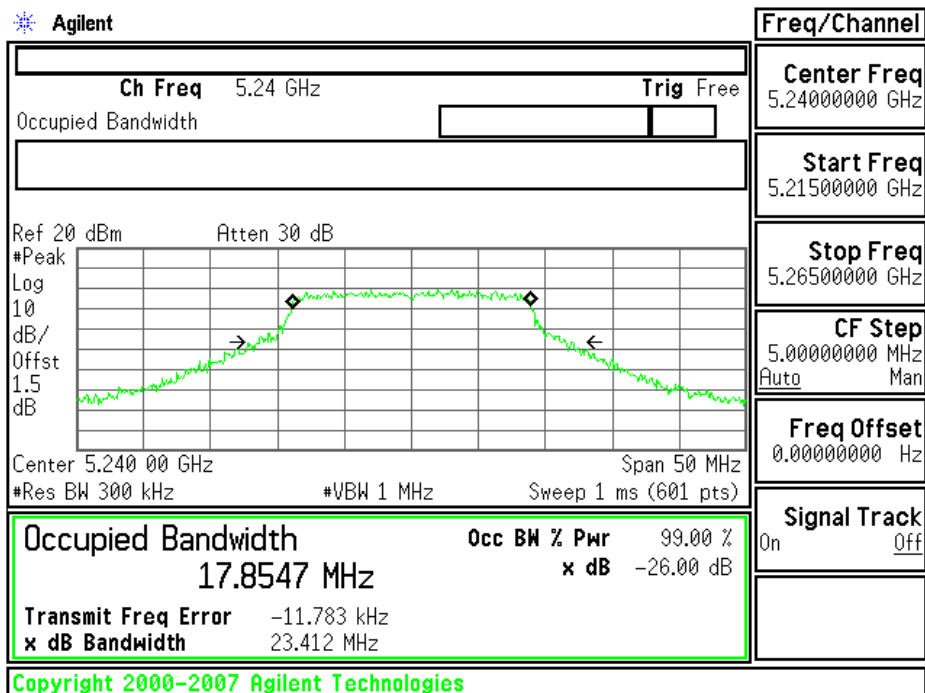 Agilent
Ch Freq 5.24 GHz Trig Free
Occupied Bandwidth
Ref 20 dBm Atten 30 dB
#Peak
Log
10
dB/
Offst
1.5
dB
Center 5.240 00 GHz Span 50 MHz
#Res BW 300 kHz #VBW 1 MHz Sweep 1 ms (601 pts)
Occupied Bandwidth
17.8547 MHz
Occ BW % Pwr 99.00 %
x dB -26.00 dB
Transmit Freq Error -11.783 kHz
x dB Bandwidth 23.412 MHz
Copyright 2000-2007 Agilent Technologies
Freq/Channel
Center Freq
5.24000000 GHz
Start Freq
5.21500000 GHz
Stop Freq
5.26500000 GHz
CF Step
5.00000000 MHz
Auto Man
Freq Offset
0.00000000 Hz
Signal Track
On Off